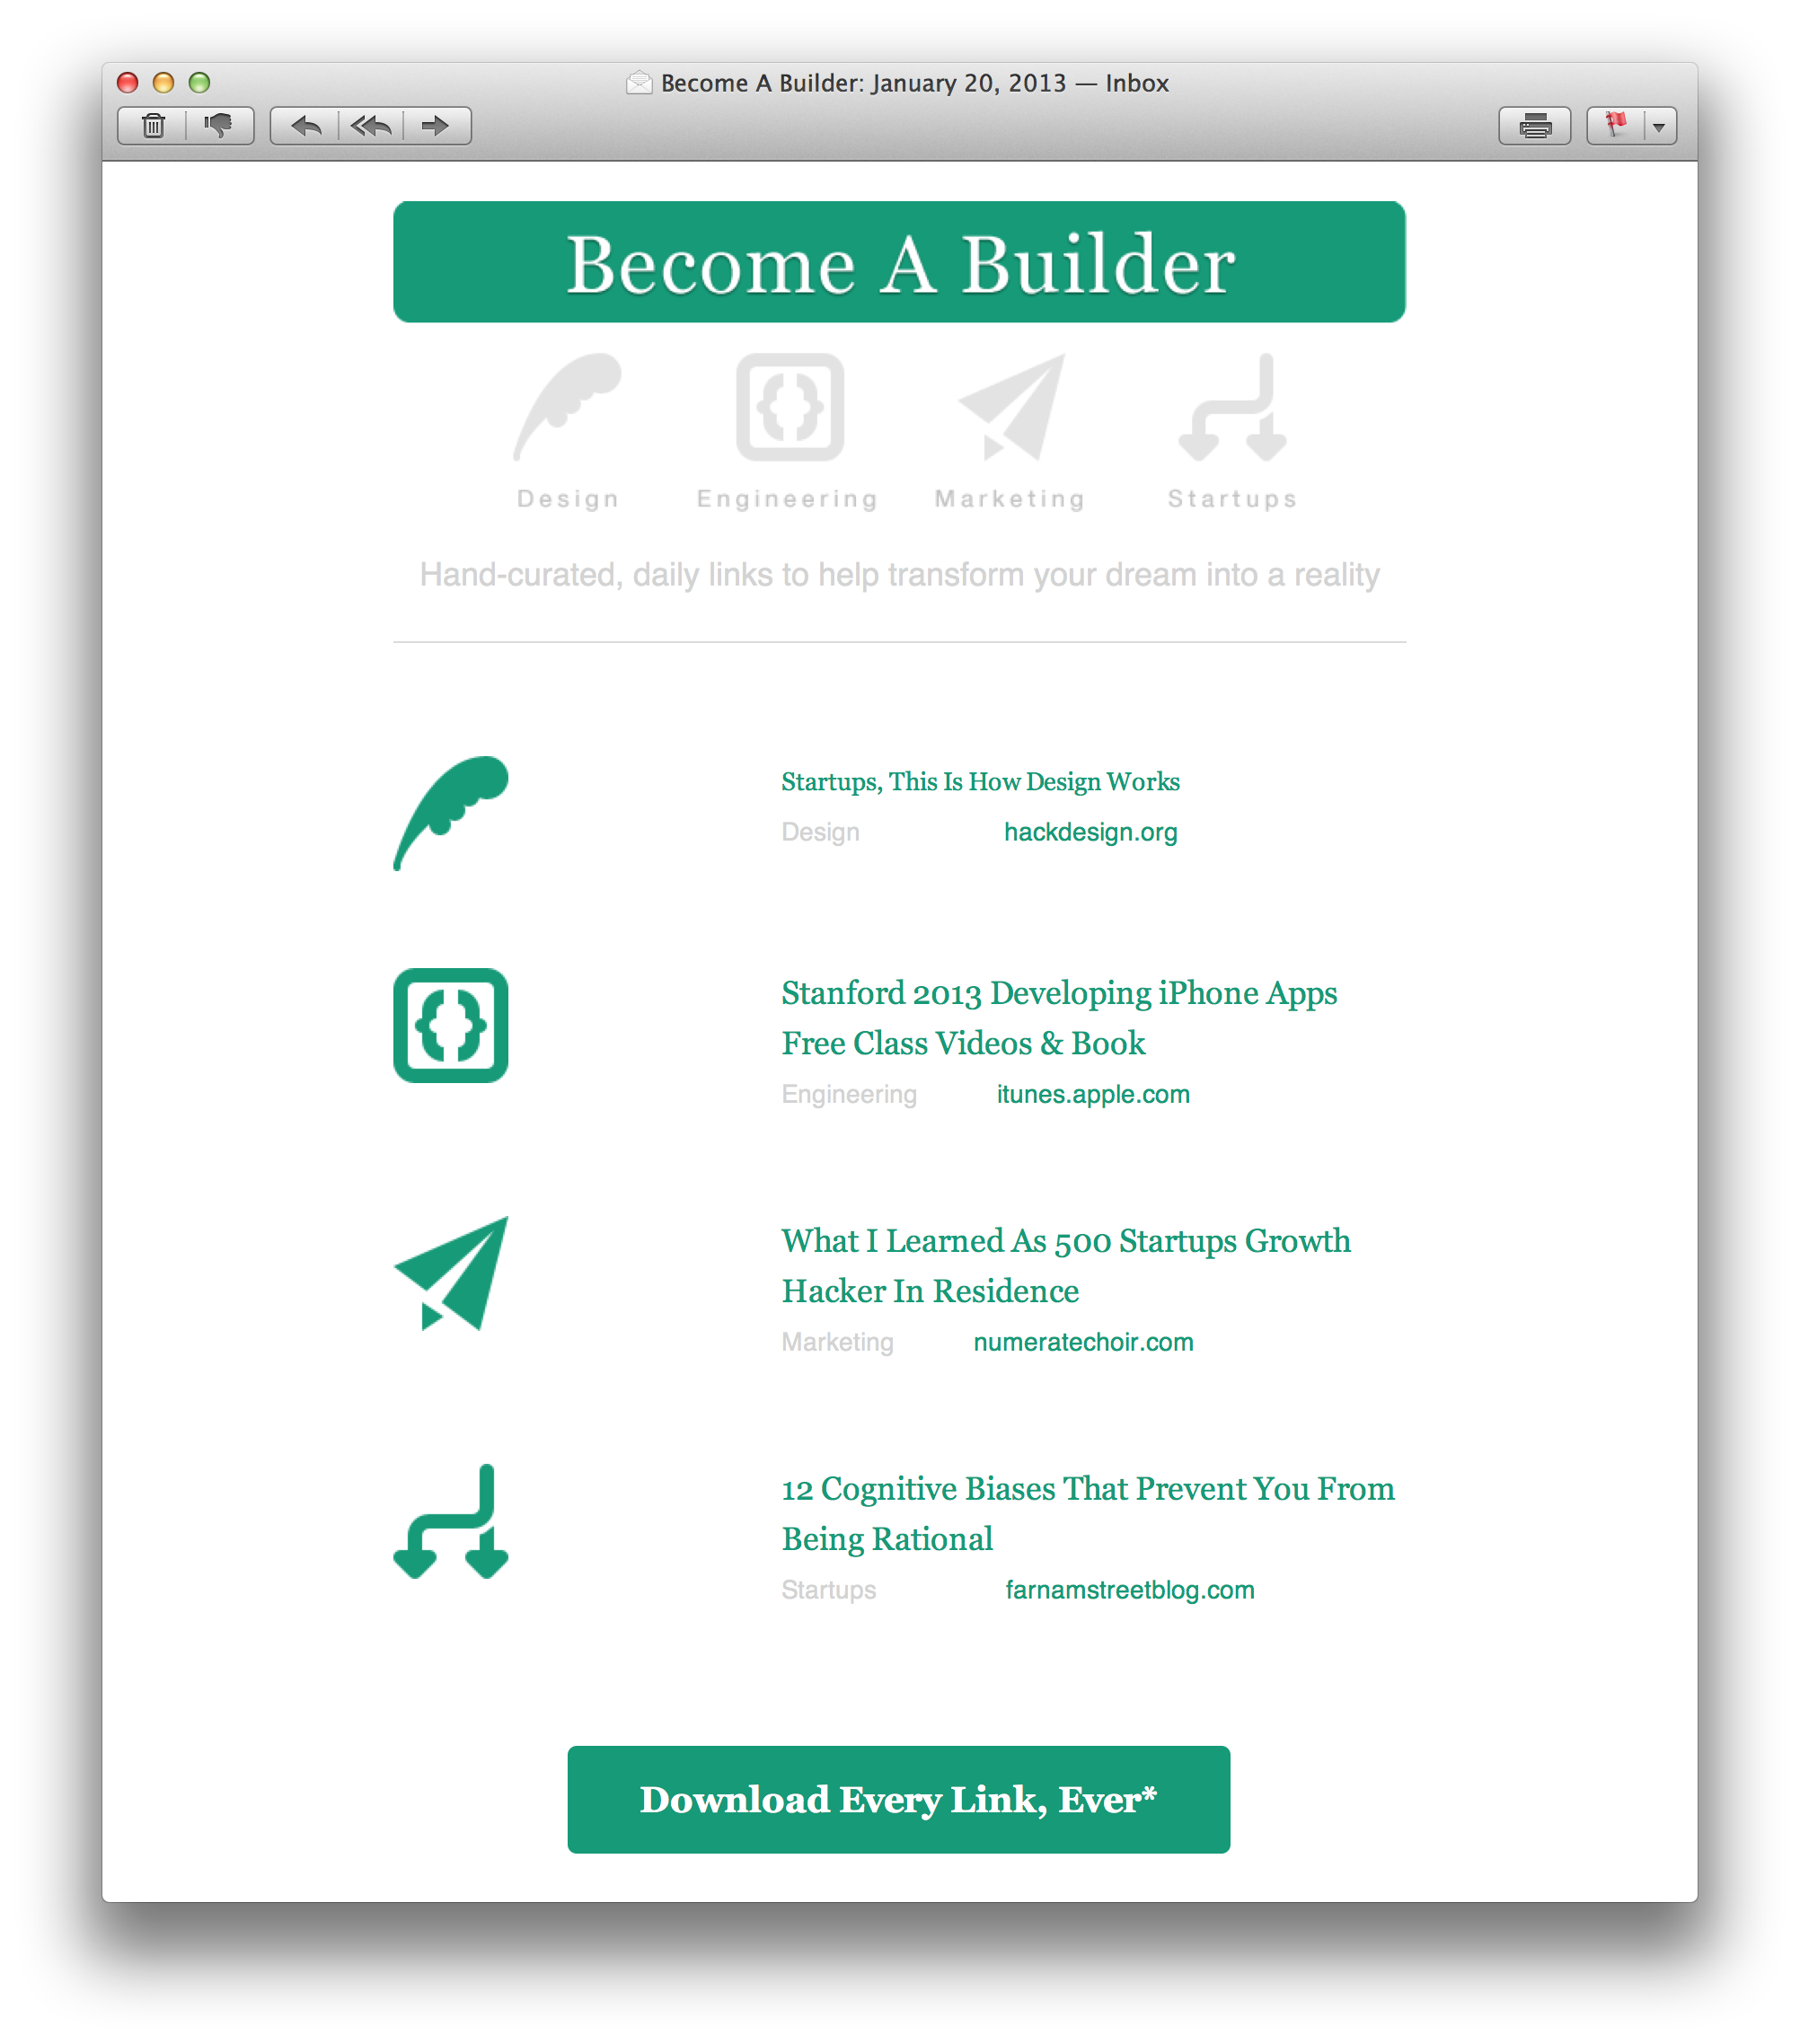 Become A Builder: January 20, 2013 — Inbox
Become A Builder
Design Engineering Marketing Startups
Hand-curated, daily links to help transform your dream into a reality
Startups, This Is How Design Works
Design hackdesign.org
Stanford 2013 Developing iPhone Apps
Free Class Videos & Book
Engineering itunes.apple.com
What I Learned As 500 Startups Growth
Hacker In Residence
Marketing numeratechoir.com
12 Cognitive Biases That Prevent You From
Being Rational
Startups farnamstreetblog.com
Download Every Link, Ever*